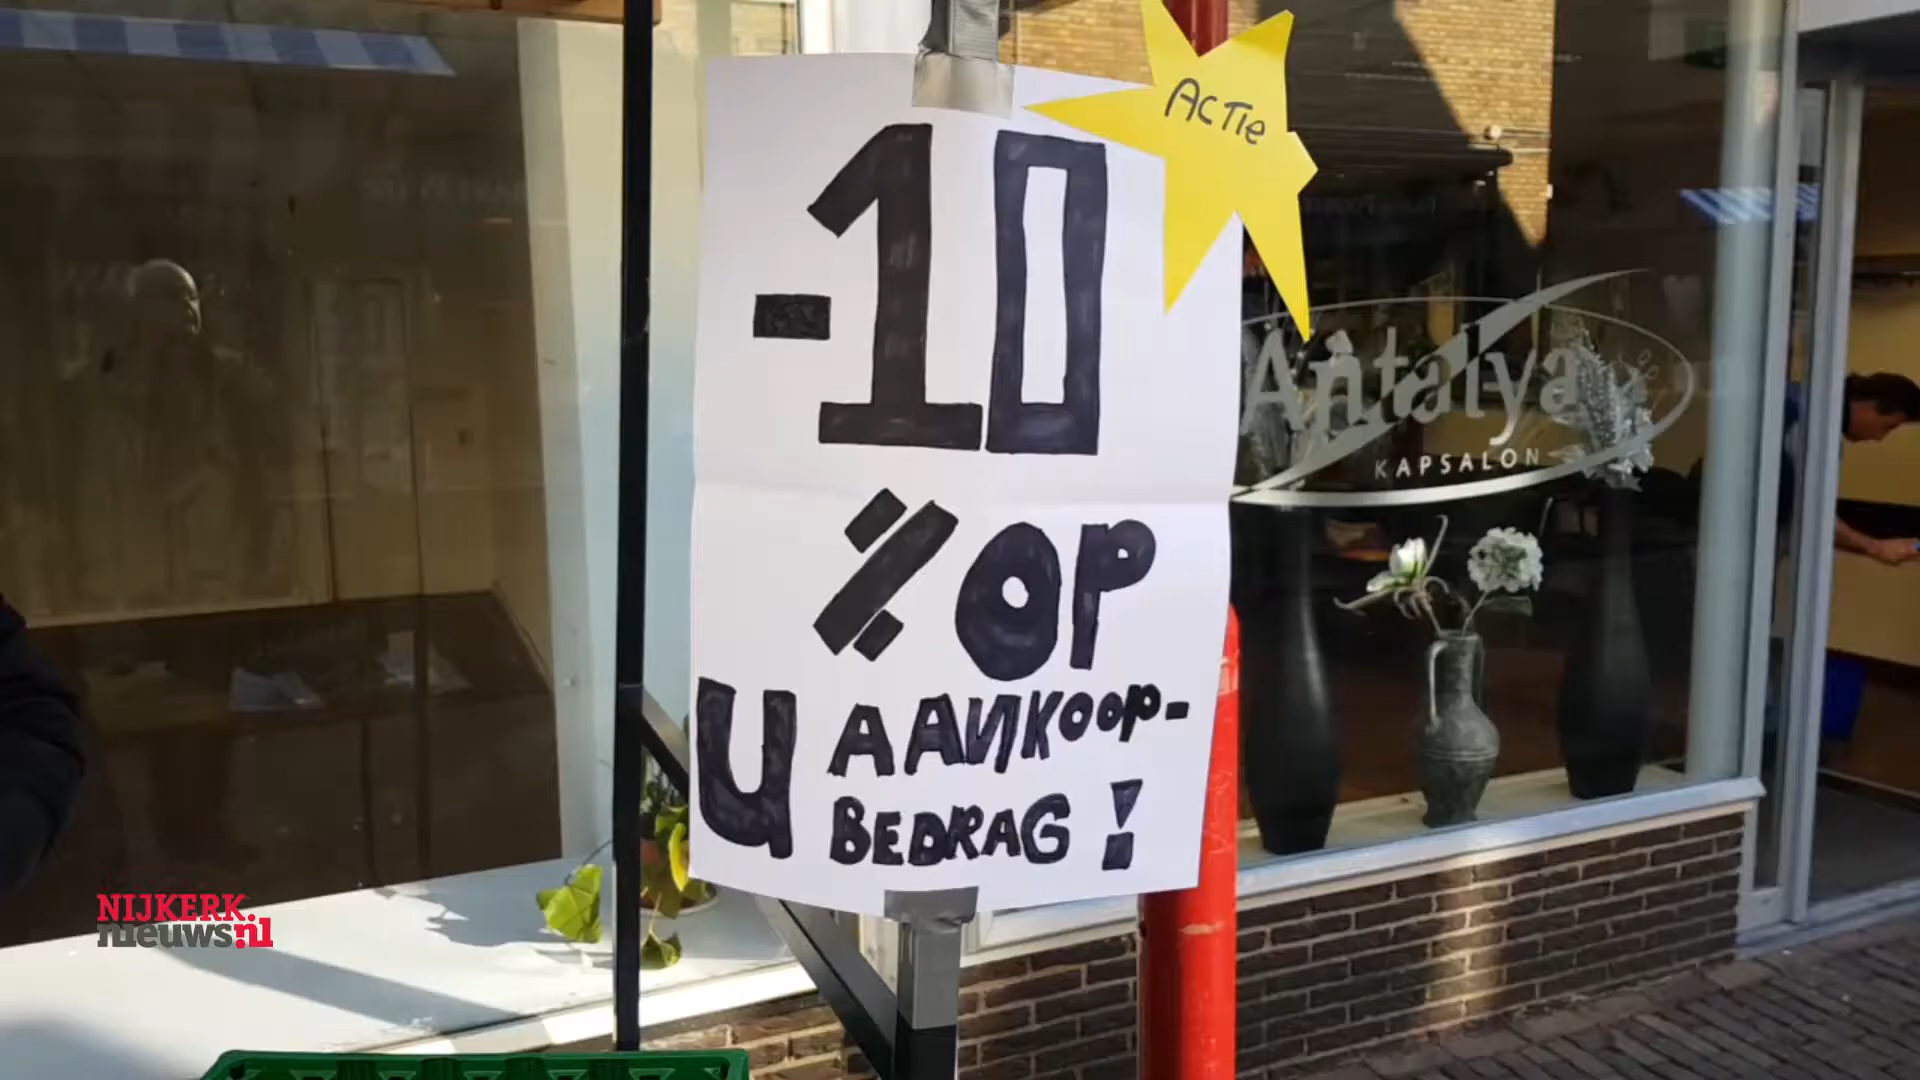 ACTIE
-10
% OP
U AANKOOP-
BEDRAG !
Antalya
KAPSALON
NIJKERK
nieuws.nl